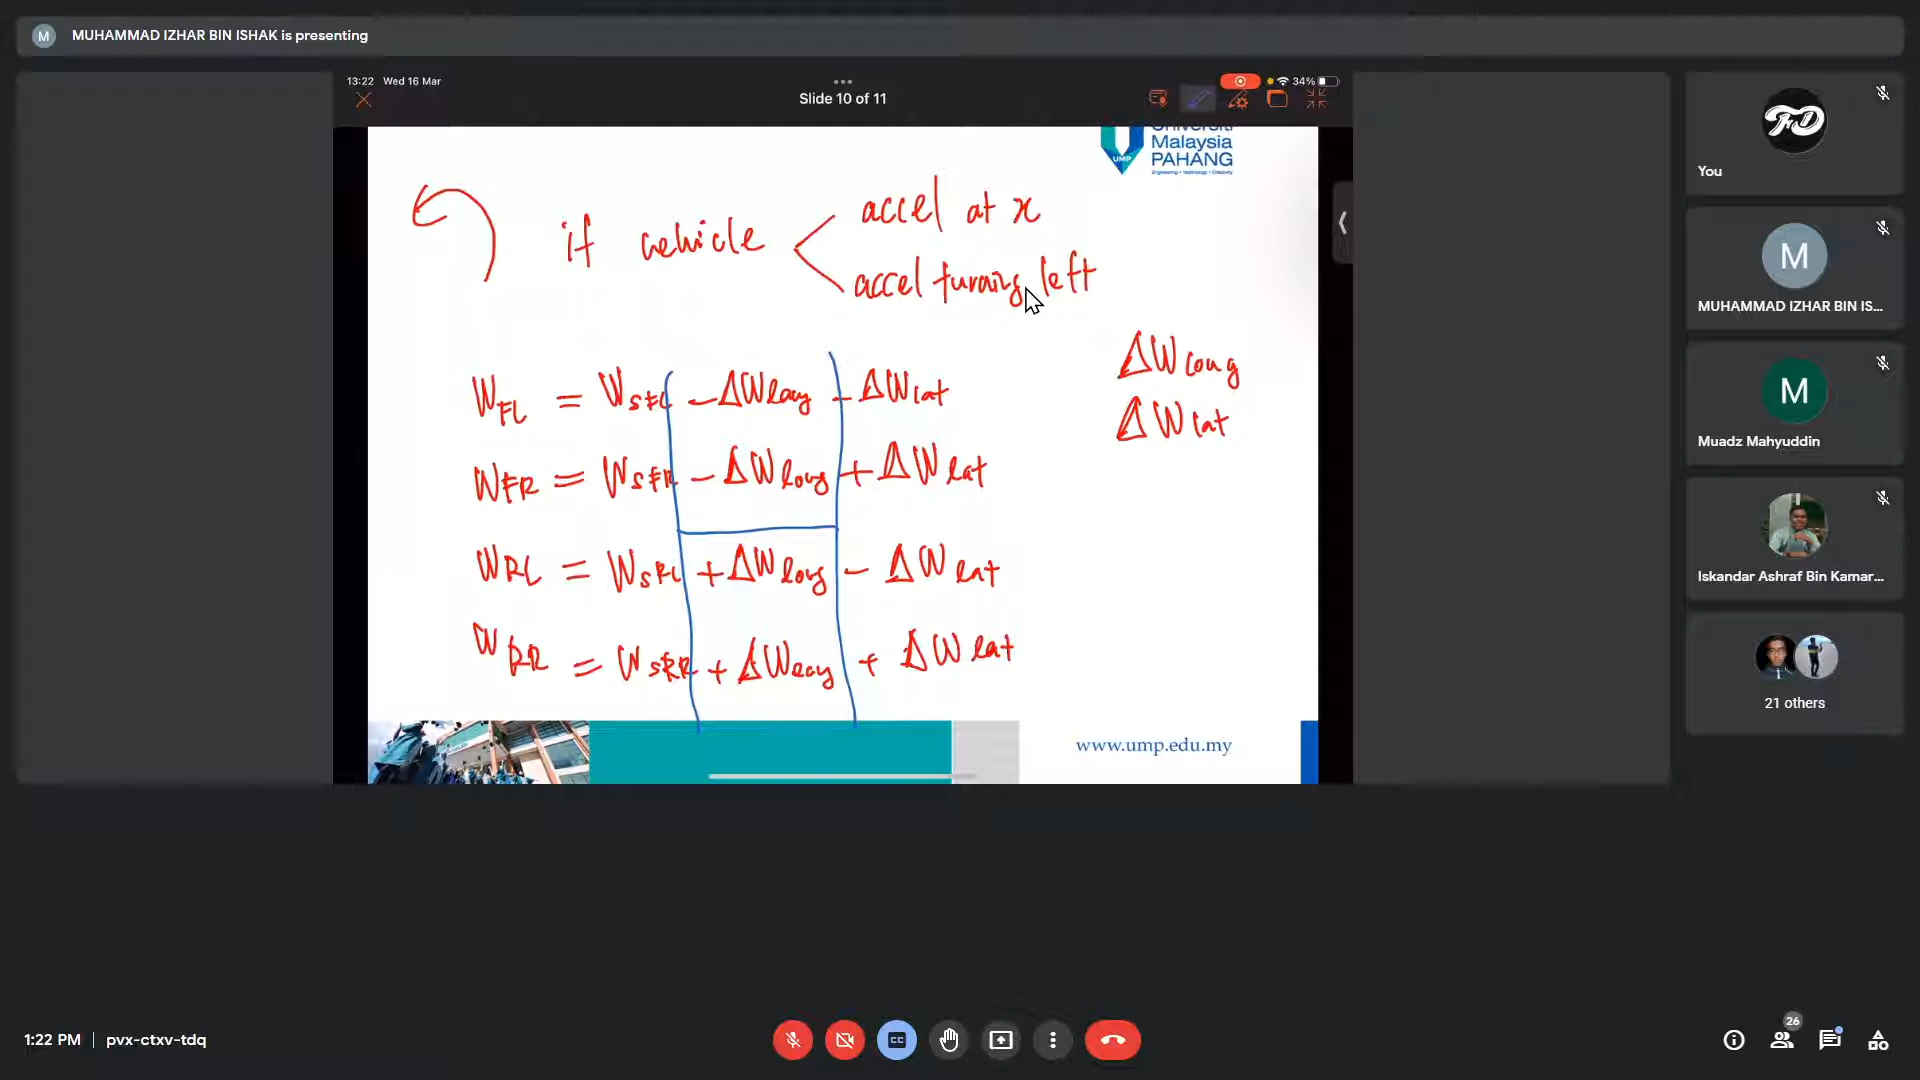 M MUHAMMAD IZHAR BIN ISHAK is presenting
13:22 Wed 16 Mar
34%
Slide 10 of 11
Universiti
Malaysia
PAHANG
UMP
if vehicle
accel at x
accel turning left
ΔW long
ΔW lat
W FL = W SFL - ΔW long - ΔW lat
W FR = W SFR - ΔW long + ΔW lat
W RL = W SRL + ΔW long - ΔW lat
W RR = W SRR + ΔW long + ΔW lat
www.ump.edu.my
FD
You
M
MUHAMMAD IZHAR BIN IS...
M
Muadz Mahyuddin
Iskandar Ashraf Bin Kamar...
21 others
1:22 PM | pvx-ctxv-tdq
CC
26